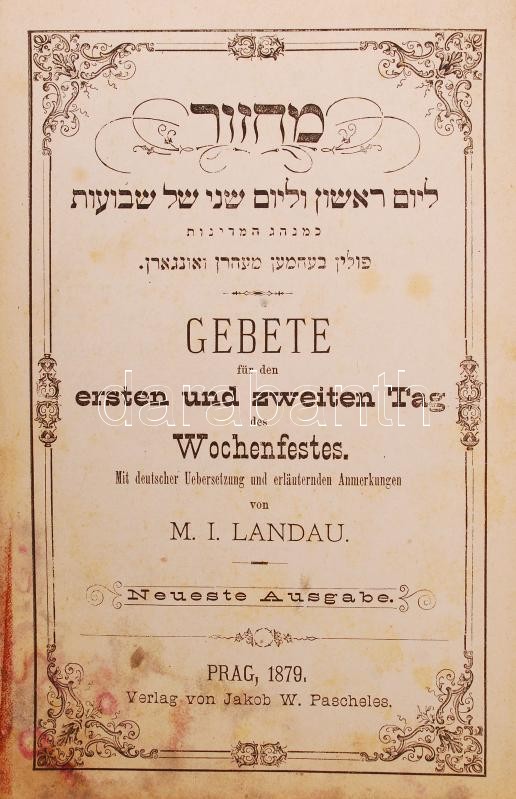 מחזור
ליום ראשון וליום שני של שבועות
כמנהג המדינות
פולין בעהמען מעהרן ואונגארן.
GEBETE
für den
ersten und zweiten Tag
des
Wochenfestes.
Mit deutscher Uebersetzung und erläuternden Anmerkungen
von
M. I. LANDAU.
Neueste Ausgabe.
PRAG, 1879.
Verlag von Jakob W. Pascheles.
darabanth